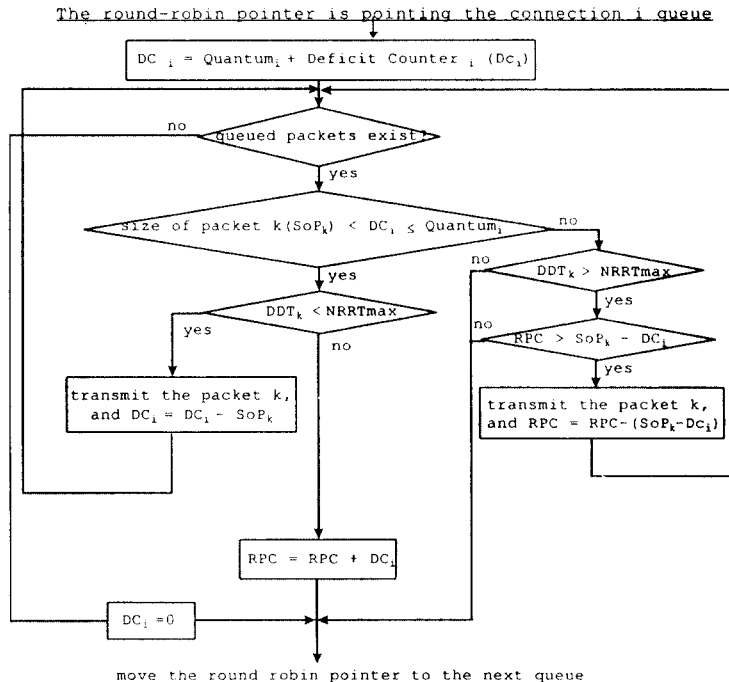 The round-robin pointer is pointing the connection i queue
DC i = Quantumi + Deficit Counter i (Dci)
no
queued packets exist?
yes
size of packet k(SoPk) < DCi ≤ Quantumi
no
yes
no
DDTk > NRRTmax
yes
DDTk < NRRTmax
yes
no
no
RPC > SoPk - DCi
yes
transmit the packet k,
and DCi = DCi - SoPk
transmit the packet k,
and RPC = RPC-(SoPk-Dci)
RPC = RPC + DCi
DCi =0
move the round robin pointer to the next queue